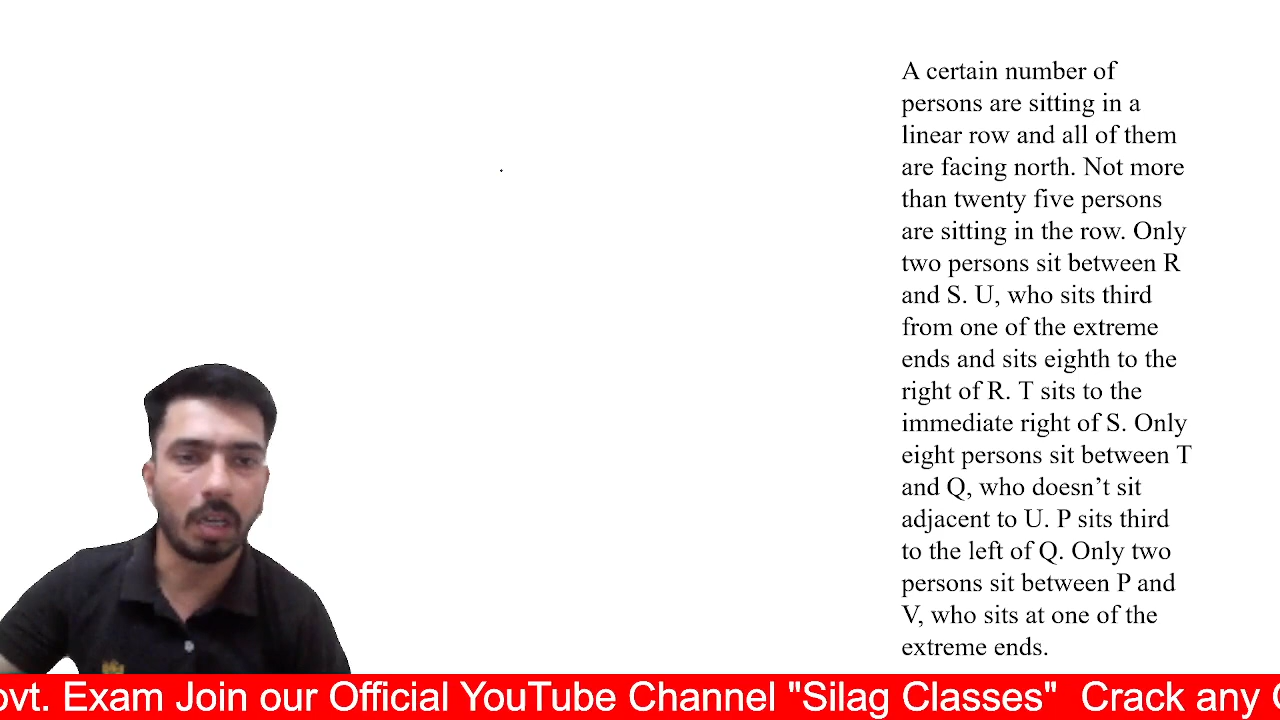 A certain number of
persons are sitting in a
linear row and all of them
are facing north. Not more
than twenty five persons
are sitting in the row. Only
two persons sit between R
and S. U, who sits third
from one of the extreme
ends and sits eighth to the
right of R. T sits to the
immediate right of S. Only
eight persons sit between T
and Q, who doesn’t sit
adjacent to U. P sits third
to the left of Q. Only two
persons sit between P and
V, who sits at one of the
extreme ends.
ovt. Exam Join our Official YouTube Channel "Silag Classes" Crack any